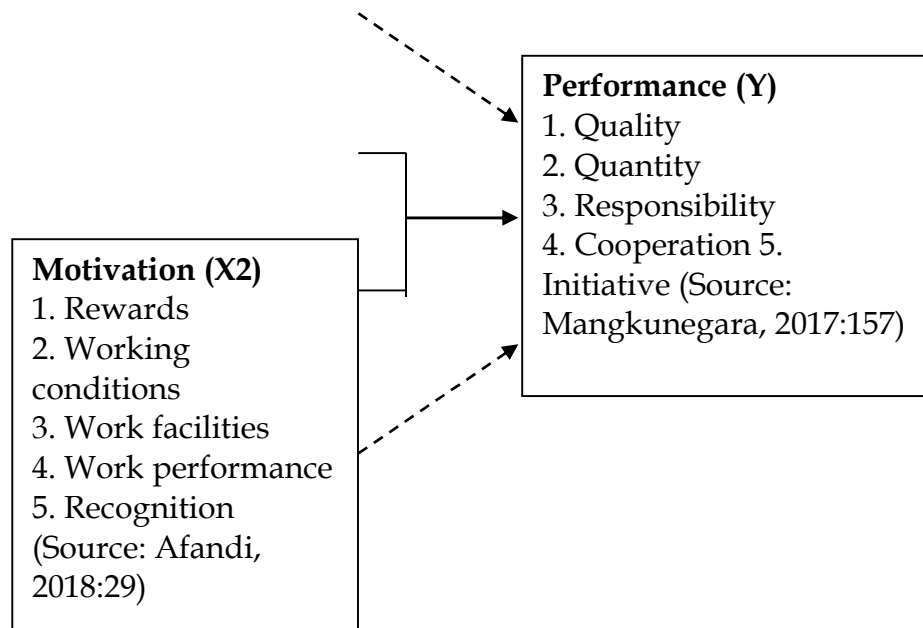 Performance (Y)
1. Quality
2. Quantity
3. Responsibility
4. Cooperation 5.
Initiative (Source:
Mangkunegara, 2017:157)
Motivation (X2)
1. Rewards
2. Working
conditions
3. Work facilities
4. Work performance
5. Recognition
(Source: Afandi,
2018:29)